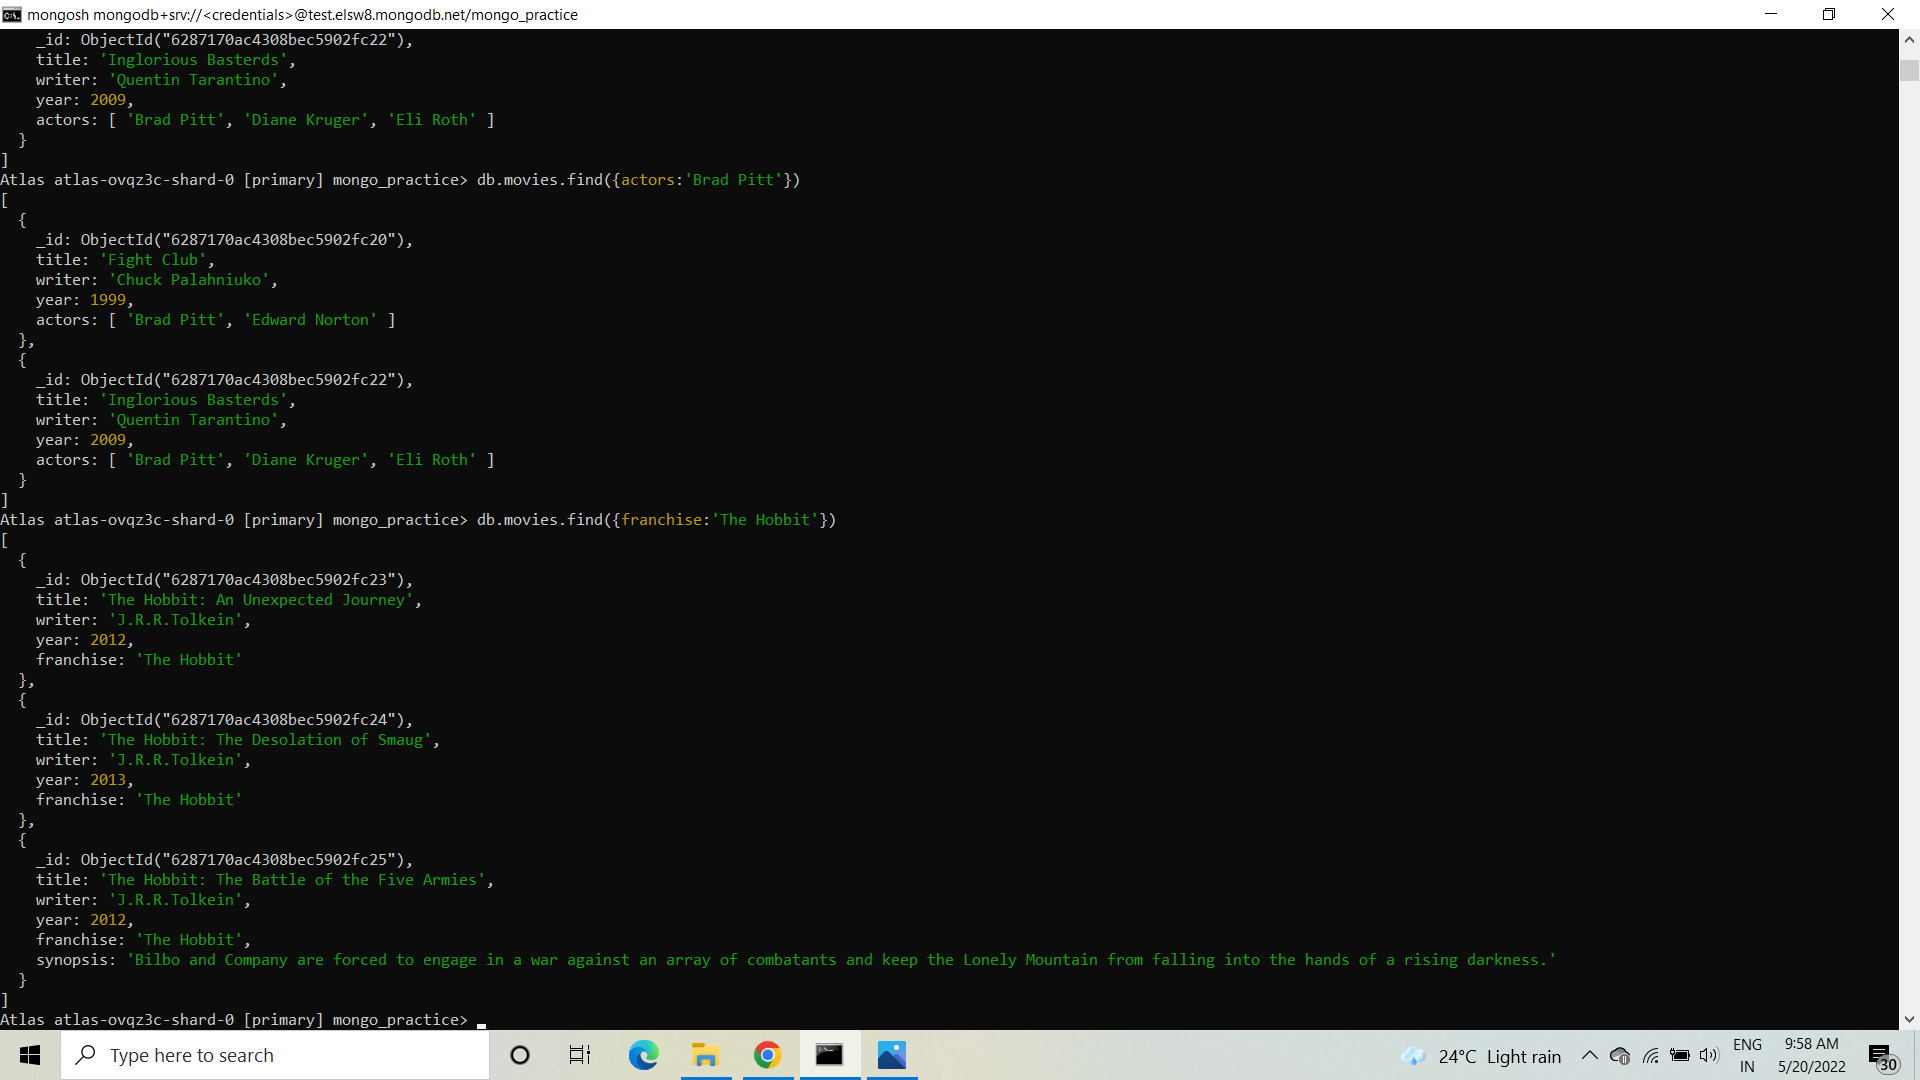 mongosh mongodb+srv://<credentials>@test.elsw8.mongodb.net/mongo_practice
    _id: ObjectId("6287170ac4308bec5902fc22"),
    title: 'Inglorious Basterds',
    writer: 'Quentin Tarantino',
    year: 2009,
    actors: [ 'Brad Pitt', 'Diane Kruger', 'Eli Roth' ]
  }
]
Atlas atlas-ovqz3c-shard-0 [primary] mongo_practice> db.movies.find({actors:'Brad Pitt'})
[
  {
    _id: ObjectId("6287170ac4308bec5902fc20"),
    title: 'Fight Club',
    writer: 'Chuck Palahniuko',
    year: 1999,
    actors: [ 'Brad Pitt', 'Edward Norton' ]
  },
  {
    _id: ObjectId("6287170ac4308bec5902fc22"),
    title: 'Inglorious Basterds',
    writer: 'Quentin Tarantino',
    year: 2009,
    actors: [ 'Brad Pitt', 'Diane Kruger', 'Eli Roth' ]
  }
]
Atlas atlas-ovqz3c-shard-0 [primary] mongo_practice> db.movies.find({franchise:'The Hobbit'})
[
  {
    _id: ObjectId("6287170ac4308bec5902fc23"),
    title: 'The Hobbit: An Unexpected Journey',
    writer: 'J.R.R.Tolkein',
    year: 2012,
    franchise: 'The Hobbit'
  },
  {
    _id: ObjectId("6287170ac4308bec5902fc24"),
    title: 'The Hobbit: The Desolation of Smaug',
    writer: 'J.R.R.Tolkein',
    year: 2013,
    franchise: 'The Hobbit'
  },
  {
    _id: ObjectId("6287170ac4308bec5902fc25"),
    title: 'The Hobbit: The Battle of the Five Armies',
    writer: 'J.R.R.Tolkein',
    year: 2012,
    franchise: 'The Hobbit',
    synopsis: 'Bilbo and Company are forced to engage in a war against an array of combatants and keep the Lonely Mountain from falling into the hands of a rising darkness.'
  }
]
Atlas atlas-ovqz3c-shard-0 [primary] mongo_practice>
Type here to search
24°C Light rain
ENG
IN
9:58 AM
5/20/2022
30